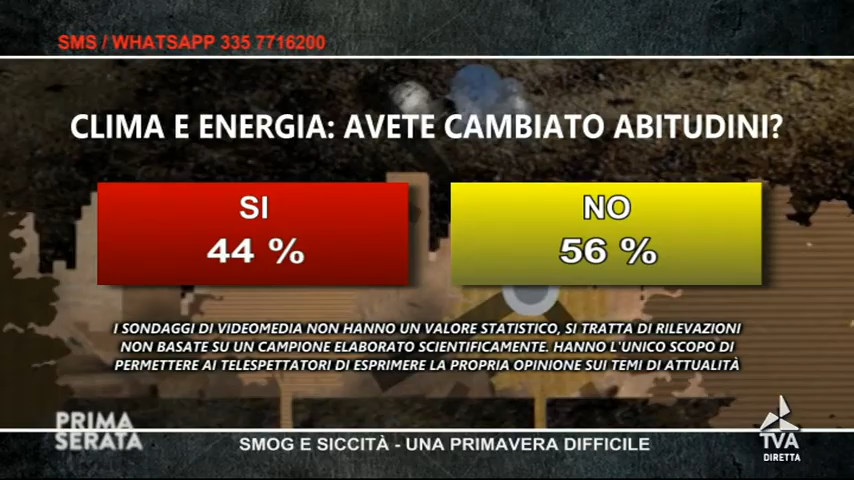 SMS / WHATSAPP 335 7716200
CLIMA E ENERGIA: AVETE CAMBIATO ABITUDINI?
SI
44 %
NO
56 %
I SONDAGGI DI VIDEOMEDIA NON HANNO UN VALORE STATISTICO, SI TRATTA DI RILEVAZIONI
NON BASATE SU UN CAMPIONE ELABORATO SCIENTIFICAMENTE. HANNO L'UNICO SCOPO DI
PERMETTERE AI TELESPETTATORI DI ESPRIMERE LA PROPRIA OPINIONE SUI TEMI DI ATTUALITÀ
PRIMA
SERATA
SMOG E SICCITÀ - UNA PRIMAVERA DIFFICILE
TVA
DIRETTA